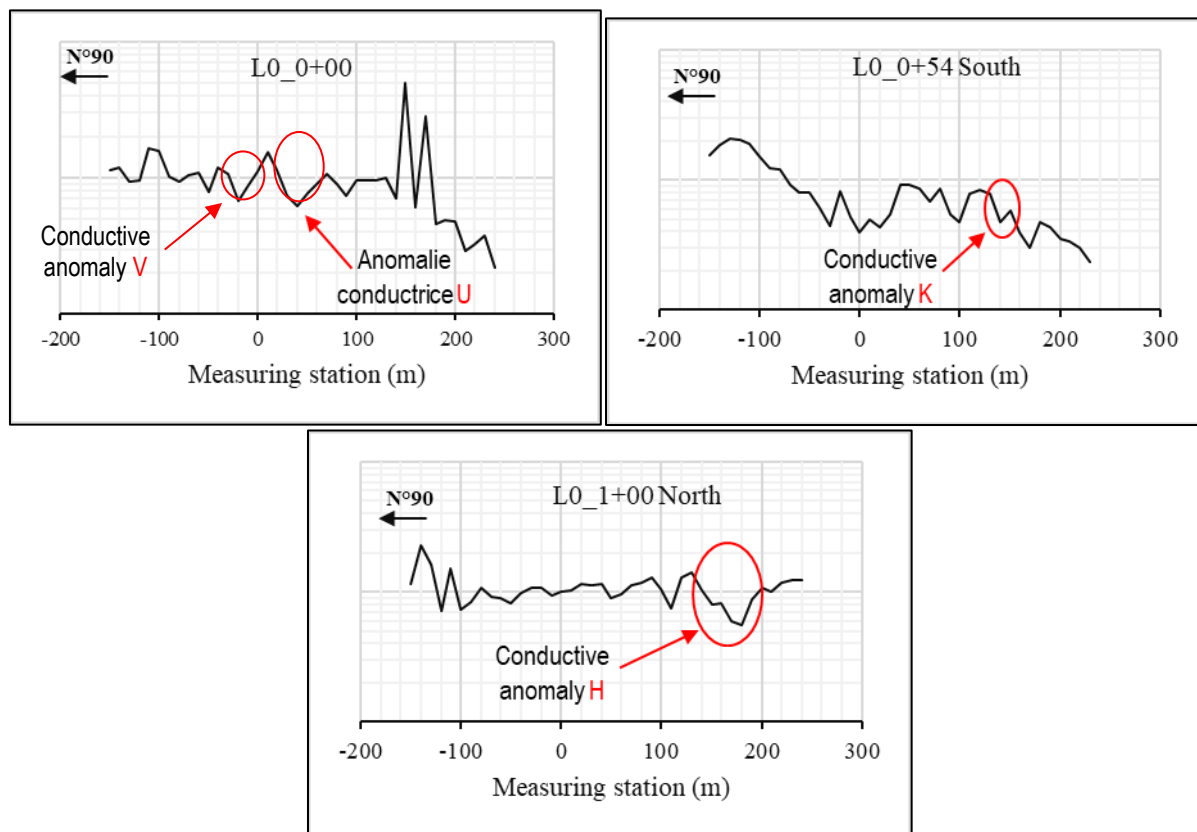 N°90
L0_0+00
Conductive
anomaly V
Anomalie
conductrice U
-200 -100 0 100 200 300
Measuring station (m)
N°90
L0_0+54 South
Conductive
anomaly K
-200 -100 0 100 200 300
Measuring station (m)
N°90
L0_1+00 North
Conductive
anomaly H
-200 -100 0 100 200 300
Measuring station (m)